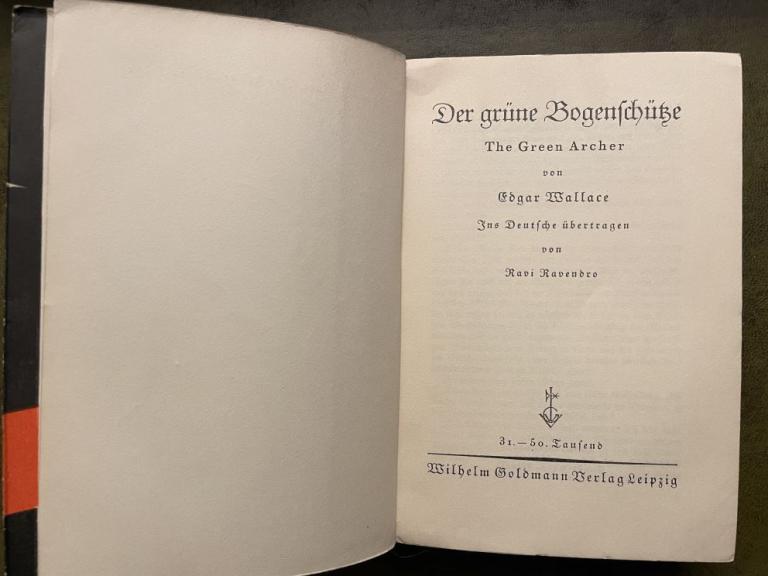 Der grüne Bogenſchütze
The Green Archer
von
Edgar Wallace
Ins Deutſche übertragen
von
Ravi Ravendro
31.—50. Tauſend
Wilhelm Goldmann Verlag Leipzig